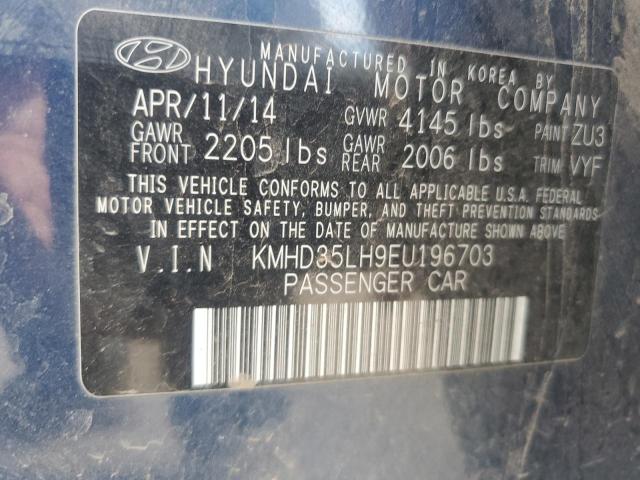 MANUFACTURED IN KOREA BY
HYUNDAI MOTOR COMPANY
APR/11/14 GVWR 4145 lbs PAINT ZU3
GAWR FRONT 2205 lbs GAWR REAR 2006 lbs TRIM VYF
THIS VEHICLE CONFORMS TO ALL APPLICABLE U.S.A. FEDERAL
MOTOR VEHICLE SAFETY, BUMPER, AND THEFT PREVENTION STANDARDS
IN EFFECT ON THE DATE OF MANUFACTURE SHOWN ABOVE.
V.I.N KMHD35LH9EU196703
PASSENGER CAR